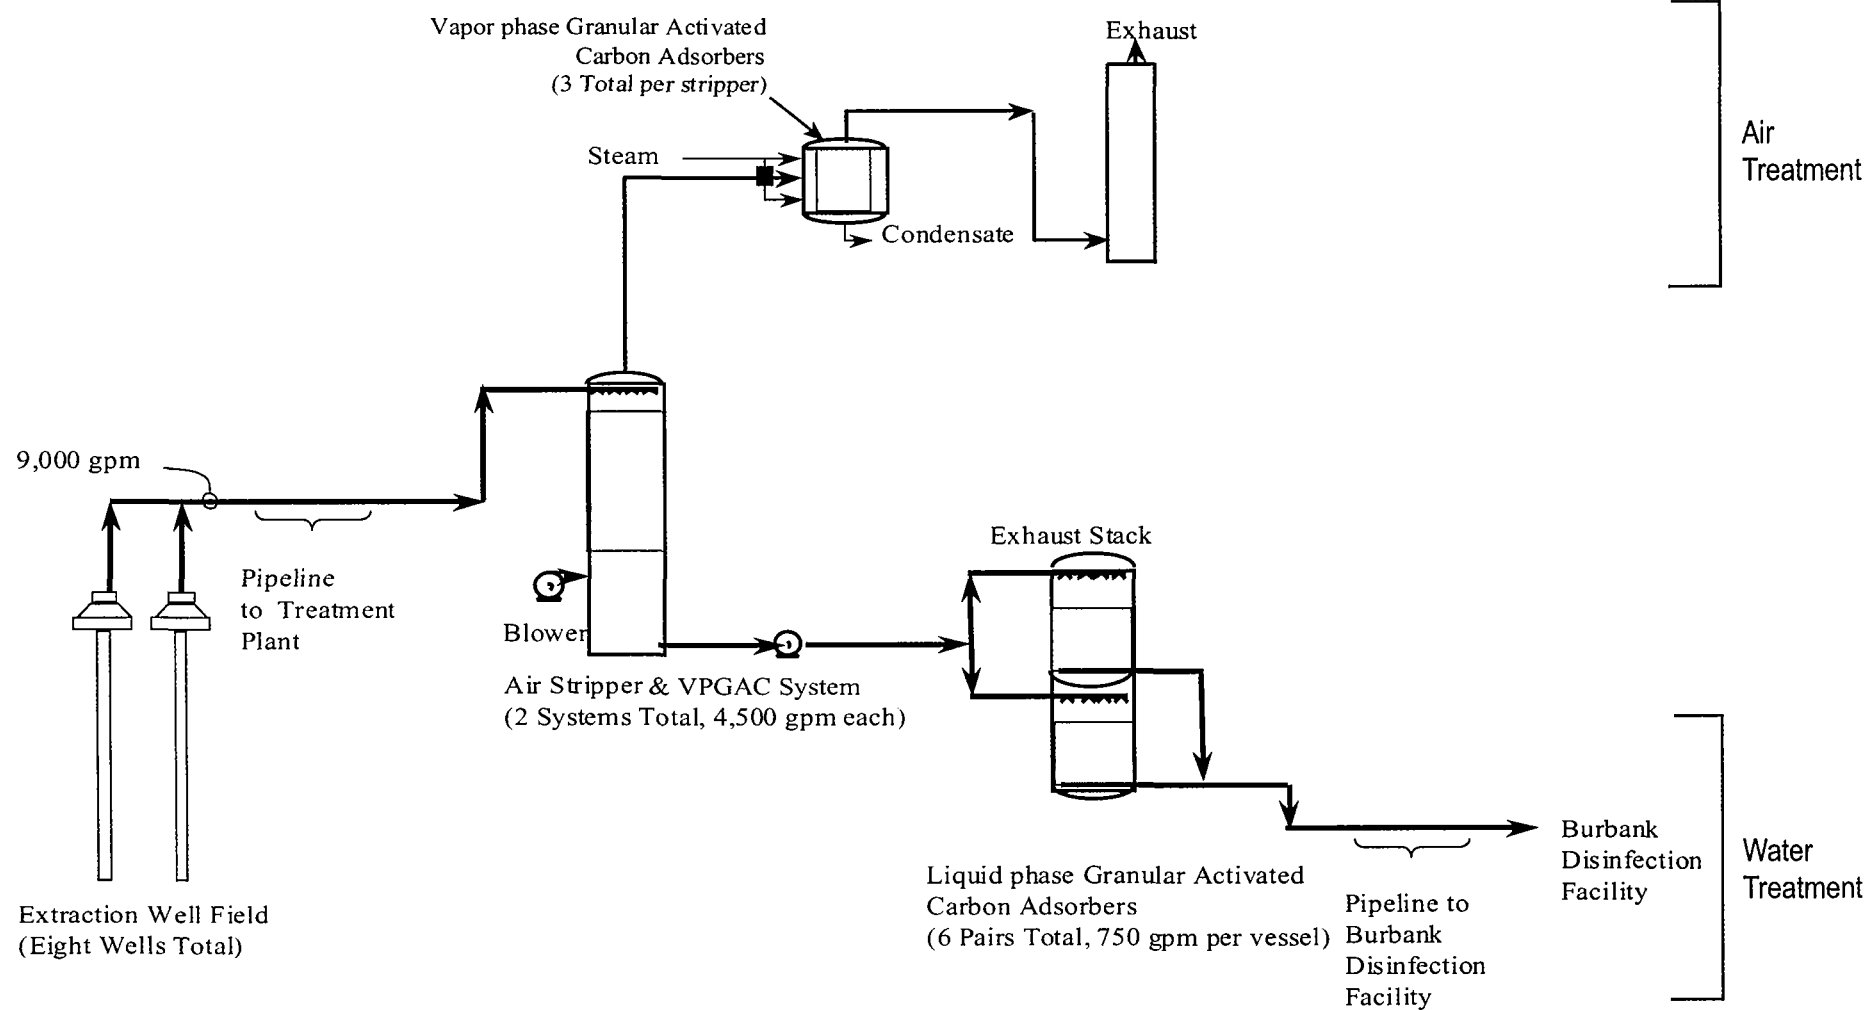 Vapor phase Granular Activated
Carbon Adsorbers
(3 Total per stripper)
Exhaust
Air
Treatment
Steam
Condensate
9,000 gpm
Pipeline
to Treatment
Plant
Blower
Exhaust Stack
Air Stripper & VPGAC System
(2 Systems Total, 4,500 gpm each)
Extraction Well Field
(Eight Wells Total)
Liquid phase Granular Activated
Carbon Adsorbers
(6 Pairs Total, 750 gpm per vessel)
Pipeline to
Burbank
Disinfection
Facility
Burbank
Disinfection
Facility
Water
Treatment